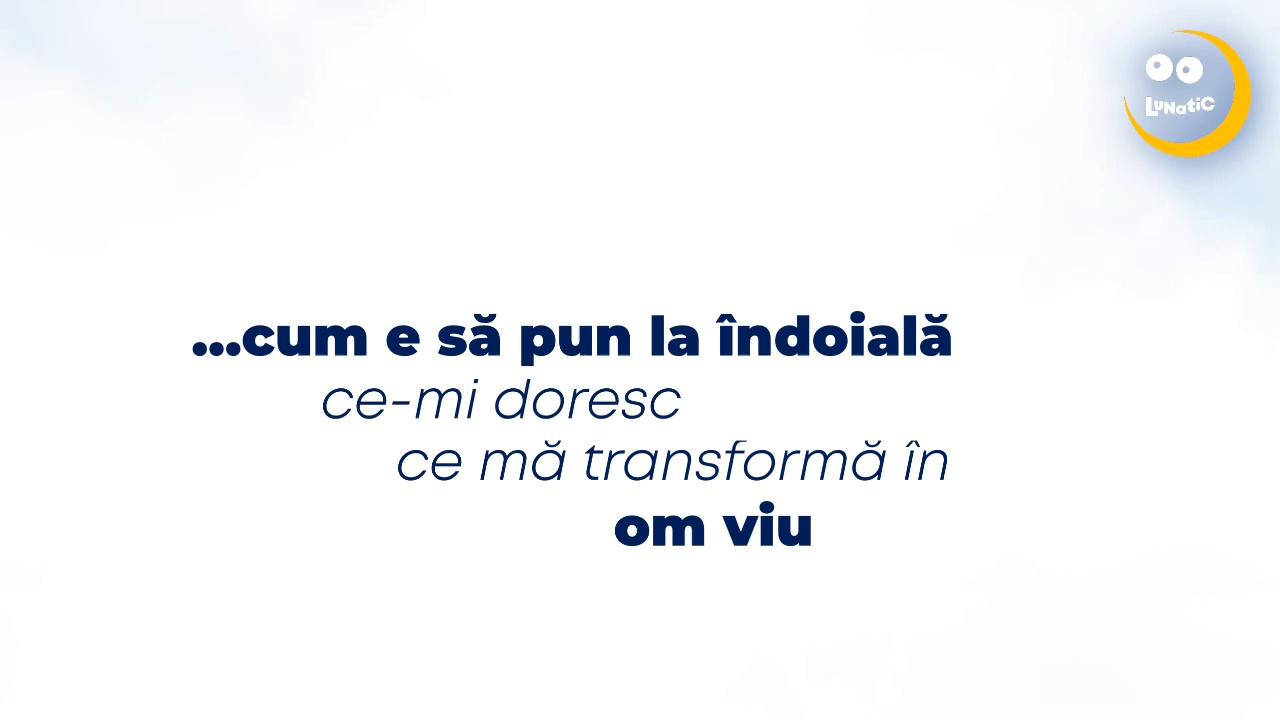 LUNatiC
...cum e să pun la îndoială
ce-mi doresc
ce mă transformă în
om viu